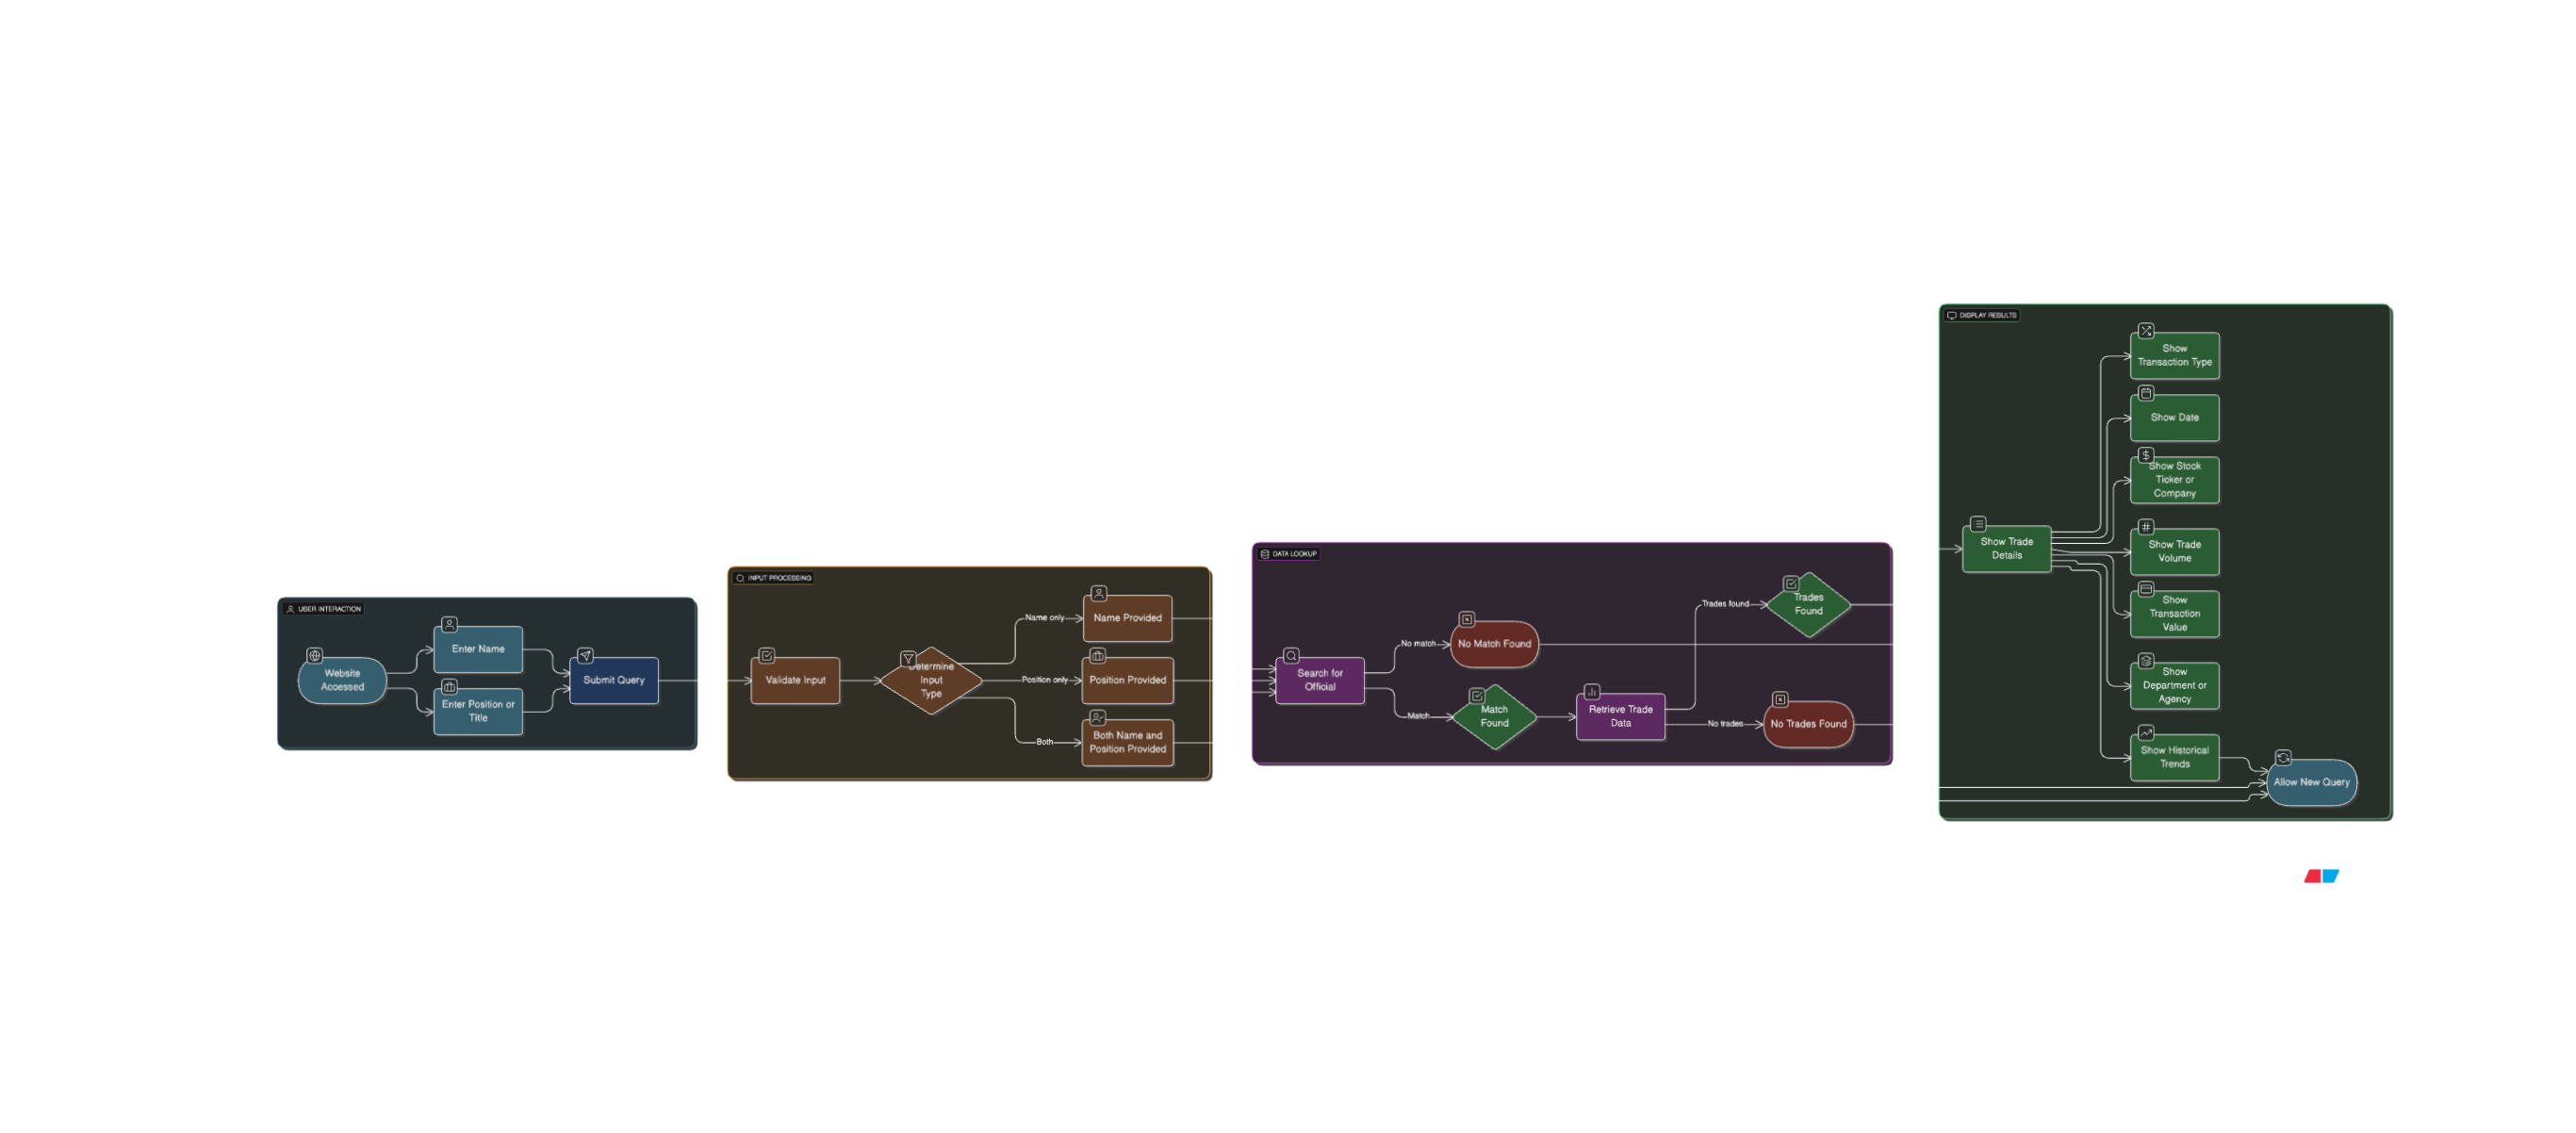 USER INTERACTION
Website
Accessed
Enter Name
Enter Position or
Title
Submit Query
INPUT PROCESSING
Validate Input
Determine
Input
Type
Name only
Position only
Both
Name Provided
Position Provided
Both Name and
Position Provided
DATA LOOKUP
Search for
Official
No match
Match
No Match Found
Match
Found
Retrieve Trade
Data
Trades found
No trades
Trades
Found
No Trades Found
DISPLAY RESULTS
Show Trade
Details
Show
Transaction Type
Show Date
Show Stock
Ticker or
Company
Show Trade
Volume
Show
Transaction
Value
Show
Department or
Agency
Show Historical
Trends
Allow New Query